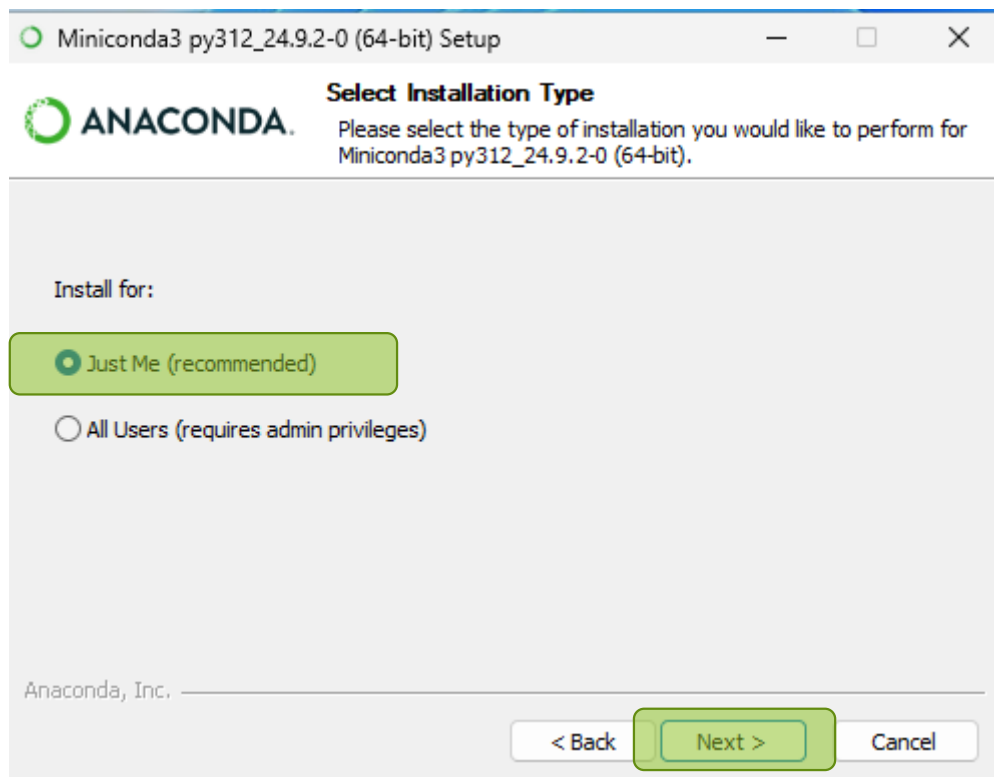 Miniconda3 py312_24.9.2-0 (64-bit) Setup
ANACONDA.
Select Installation Type
Please select the type of installation you would like to perform for
Miniconda3 py312_24.9.2-0 (64-bit).
Install for:
Just Me (recommended)
All Users (requires admin privileges)
Anaconda, Inc.
< Back
Next >
Cancel